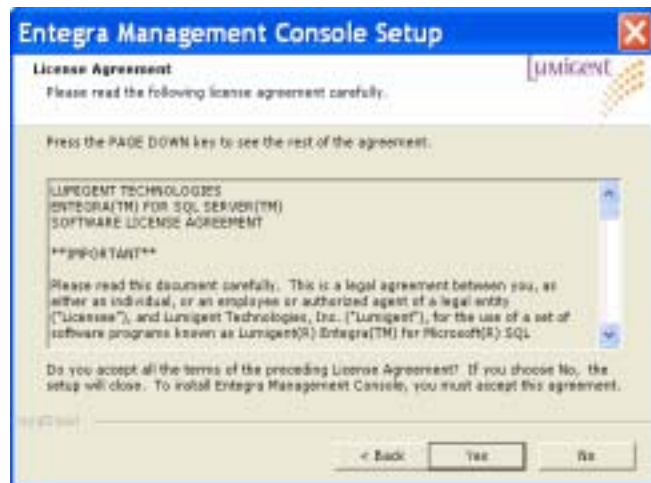 Entegra Management Console Setup
License Agreement
Please read the following license agreement carefully.
Lumigent
Press the PAGE DOWN key to see the rest of the agreement.
LUMIGENT TECHNOLOGIES
ENTEGRA(TM) FOR SQL SERVER(TM)
SOFTWARE LICENSE AGREEMENT
**IMPORTANT**
Please read this document carefully. This is a legal agreement between you, as
either an individual, or an employee or authorized agent of a legal entity
("Licensee"), and Lumigent Technologies, Inc. ("Lumigent"), for the use of a set of
software programs known as Lumigent(R) Entegra(TM) for Microsoft(R) SQL
Do you accept all the terms of the preceding License Agreement? If you choose No, the
setup will close. To install Entegra Management Console, you must accept this agreement.
< Back
Yes
No